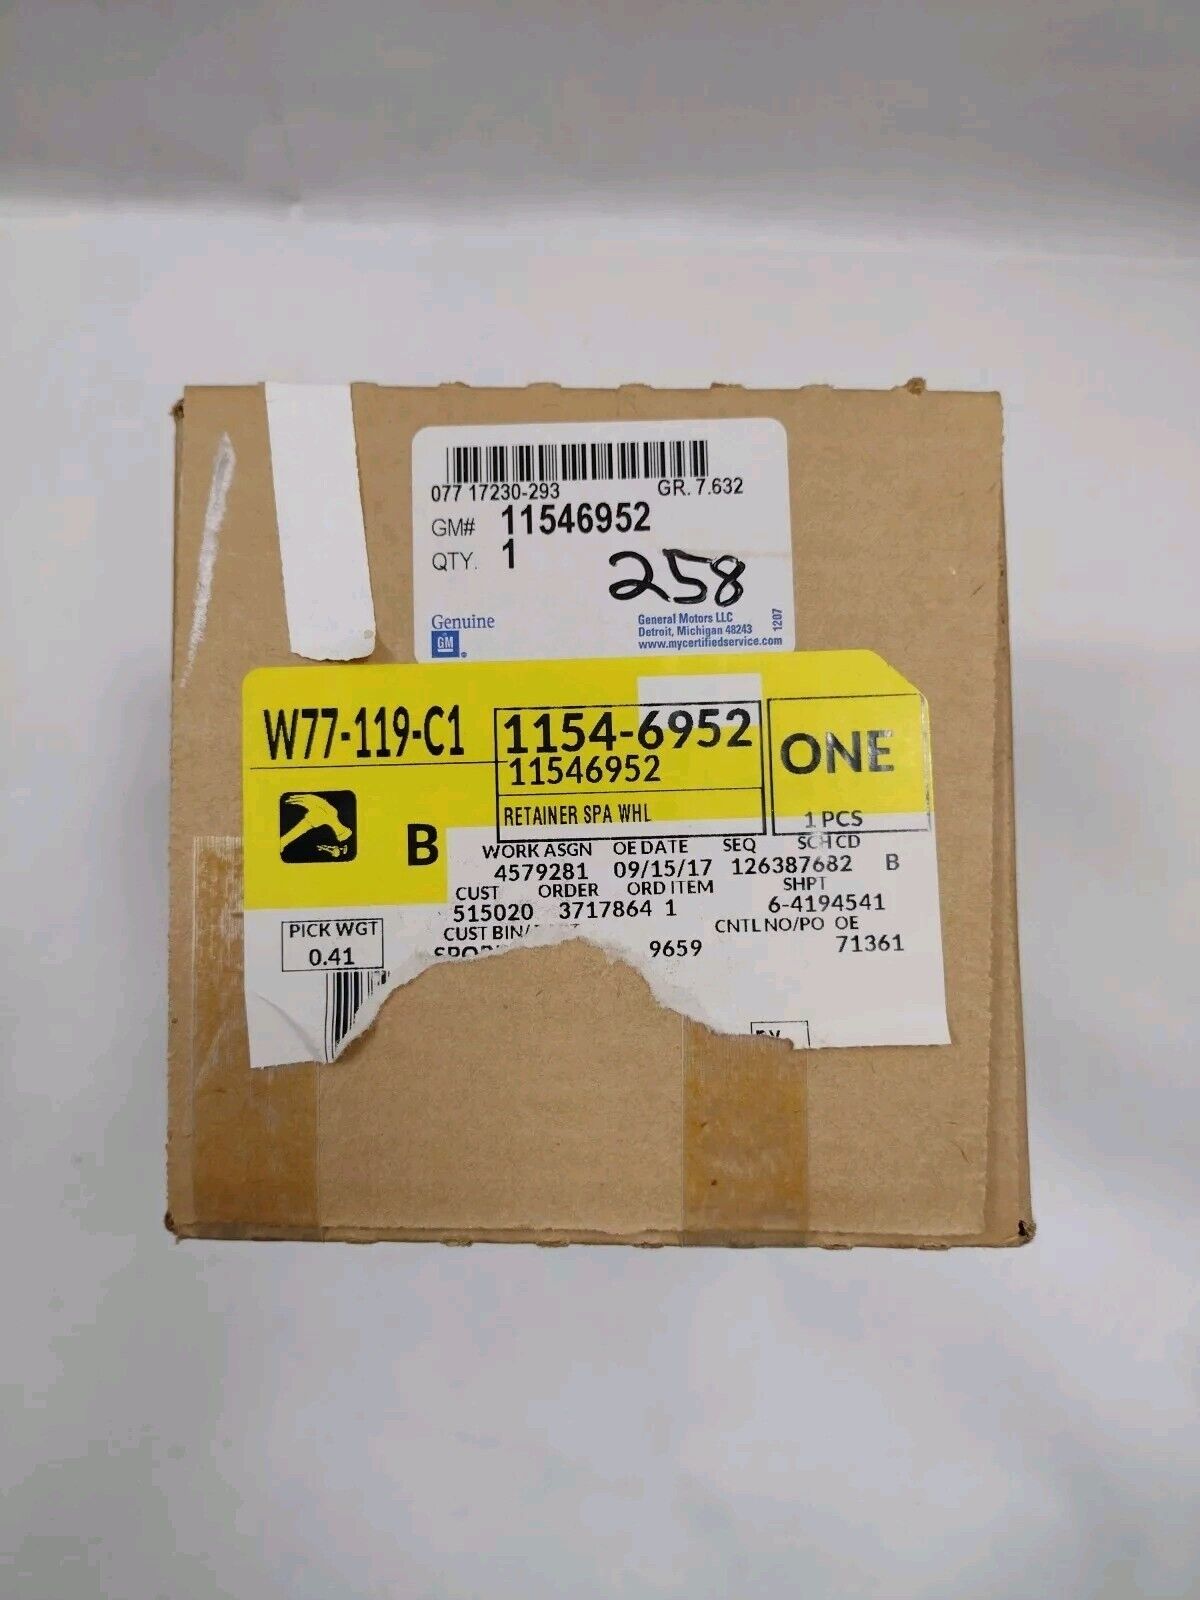 077 17230-293 GR. 7.632
GM# 11546952
QTY. 1
258
Genuine
GM
General Motors LLC
Detroit, Michigan 48243
www.mycertifiedservice.com
1207
W77-119-C1
1154-6952
11546952
RETAINER SPA WHL
ONE
1 PCS
B
WORK ASGN OE DATE SEQ SCH CD
4579281 09/15/17 126387682 B
CUST ORDER ORD ITEM SHPT
515020 3717864 1 6-4194541
CUST BIN/ CNTL NO/PO OE
9659 71361
PICK WGT
0.41